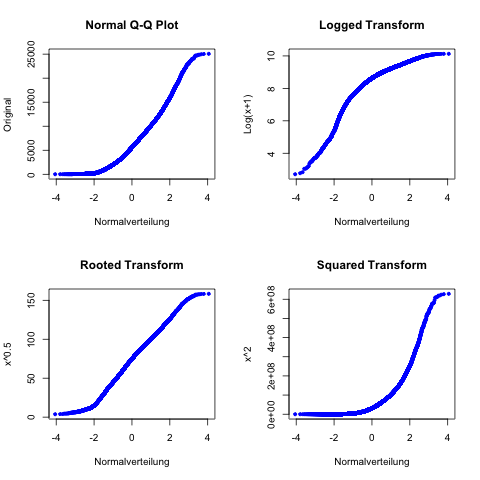 Normal Q-Q Plot
Original
0 5000 15000 25000
-4 -2 0 2 4
Normalverteilung
Logged Transform
Log(x+1)
4 6 8 10
-4 -2 0 2 4
Normalverteilung
Rooted Transform
x^0.5
0 50 100 150
-4 -2 0 2 4
Normalverteilung
Squared Transform
x^2
0e+00 2e+08 4e+08 6e+08
-4 -2 0 2 4
Normalverteilung